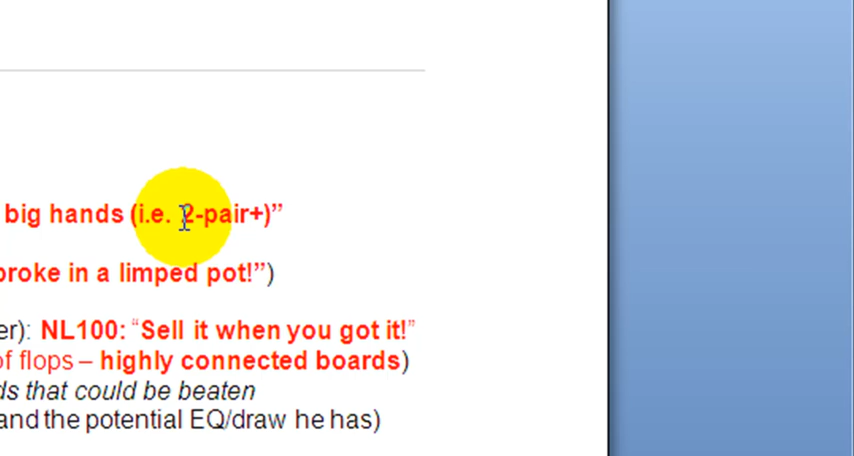 big hands (i.e. 2-pair+)”
broke in a limped pot!”)
er): NL100: “Sell it when you got it!”
of flops – highly connected boards)
ds that could be beaten
and the potential EQ/draw he has)